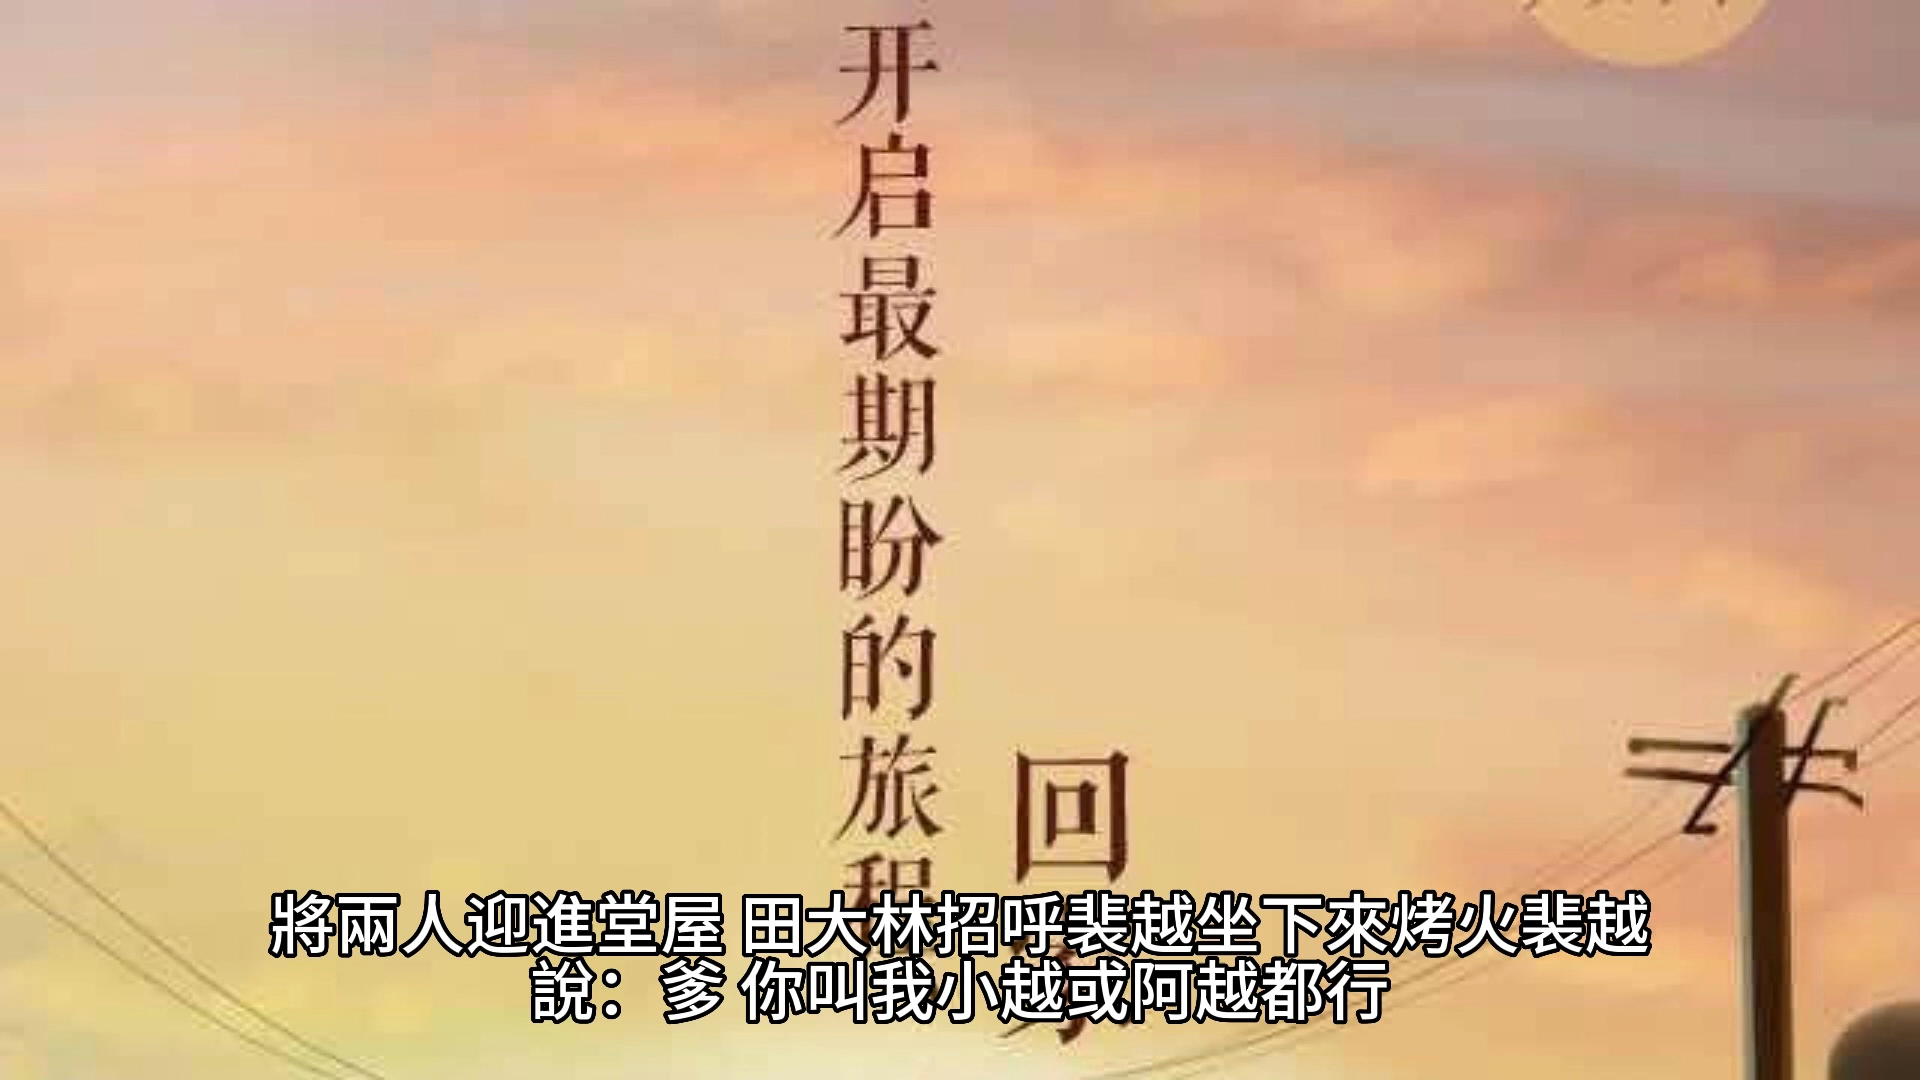 开启最期盼的旅程
回家
將兩人迎進堂屋 田大林招呼裴越坐下來烤火裴越
說：爹 你叫我小越或阿越都行